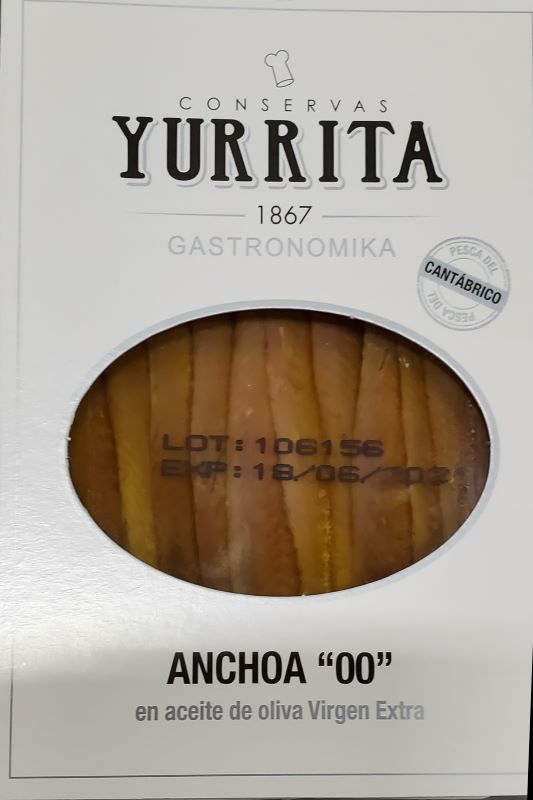 CONSERVAS
YURRITA
1867
GASTRONOMIKA
PESCA DEL
CANTÁBRICO
PESCA DEL
LOT: 106156
EXP: 18/06/202
ANCHOA “00”
en aceite de oliva Virgen Extra